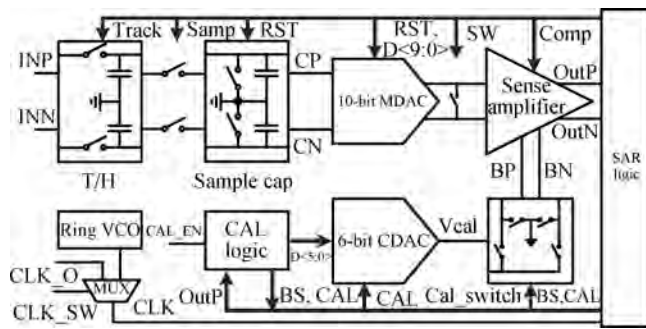 Track Samp RST RST, SW Comp
D<9:0>
INP CP OutP
10-bit MDAC Sense amplifier
INN CN OutN
T/H Sample cap BP BN SAR logic
Ring VCO CAL_EN CAL logic D<5:0> 6-bit CDAC Vcal
CLK_O MUX
CLK_SW CLK OutP BS, CAL CAL Cal_switch BS,CAL